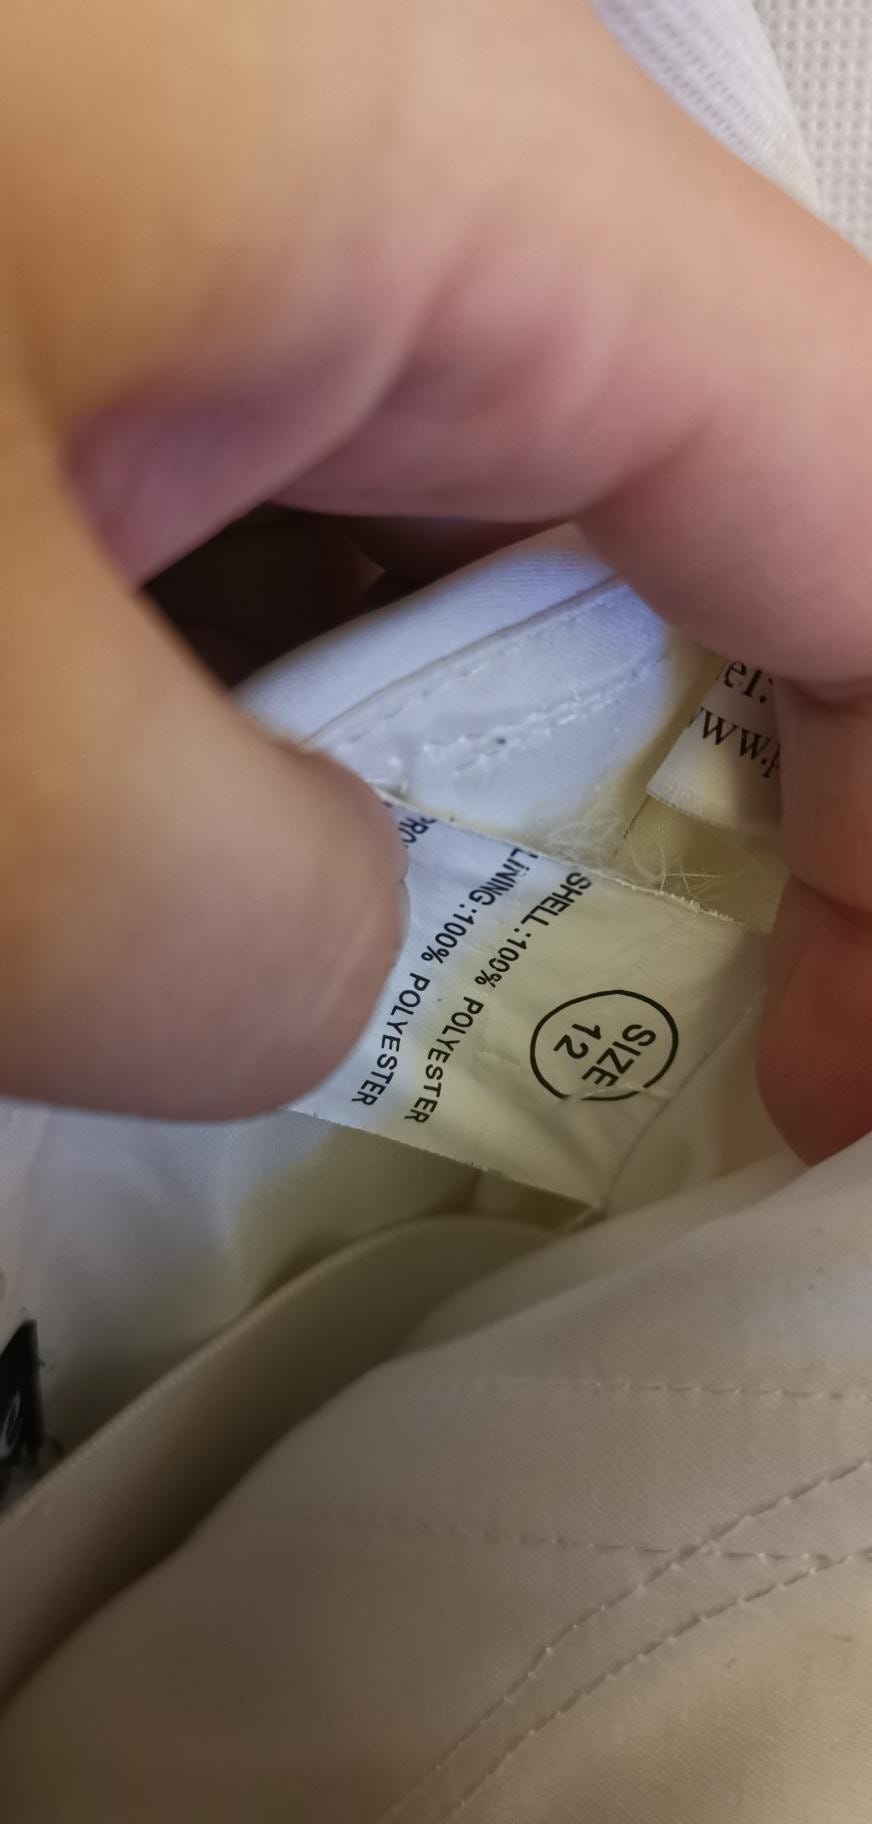 SIZE
12
SHELL:100% POLYESTER
LINING:100% POLYESTER